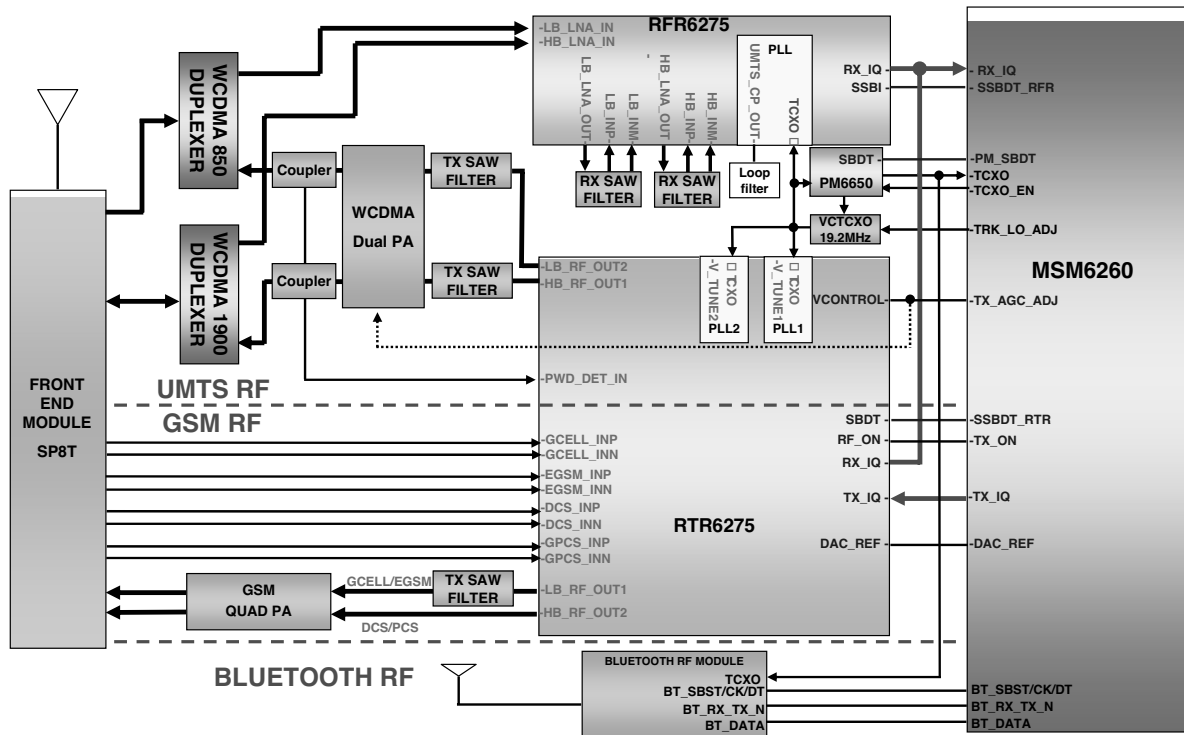 RFR6275
-LB_LNA_IN
-HB_LNA_IN
LB_LNA_OUT-
LB_INP-
LB_INM-
-
HB_LNA_OUT-
HB_INP-
HB_INM-
PLL
UMTS_CP_OUT-
TCXO
RX_IQ -
SSBI -
RX SAW
FILTER
RX SAW
FILTER
Loop
filter
SBDT -
PM6650
VCTCXO
19.2MHz
MSM6260
- RX_IQ
- SSBDT_RFR
-PM_SBDT
-TCXO
-TCXO_EN
-TRK_LO_ADJ
-TX_AGC_ADJ
-SSBDT_RTR
-TX_ON
-TX_IQ
-DAC_REF
BT_SBST/CK/DT
BT_RX_TX_N
BT_DATA
WCDMA 850
DUPLEXER
WCDMA 1900
DUPLEXER
Coupler
Coupler
WCDMA
Dual PA
TX SAW
FILTER
TX SAW
FILTER
-LB_RF_OUT2
-HB_RF_OUT1
TCXO
-V_TUNE2
PLL2
TCXO
-V_TUNE1
PLL1
VCONTROL-
-PWD_DET_IN
FRONT
END
MODULE
SP8T
UMTS RF
GSM RF
-GCELL_INP
-GCELL_INN
-EGSM_INP
-EGSM_INN
-DCS_INP
-DCS_INN
-GPCS_INP
-GPCS_INN
SBDT -
RF_ON -
RX_IQ -
TX_IQ -
DAC_REF -
RTR6275
GSM
QUAD PA
GCELL/EGSM
TX SAW
FILTER
-LB_RF_OUT1
-HB_RF_OUT2
DCS/PCS
BLUETOOTH RF
BLUETOOTH RF MODULE
TCXO
BT_SBST/CK/DT
BT_RX_TX_N
BT_DATA